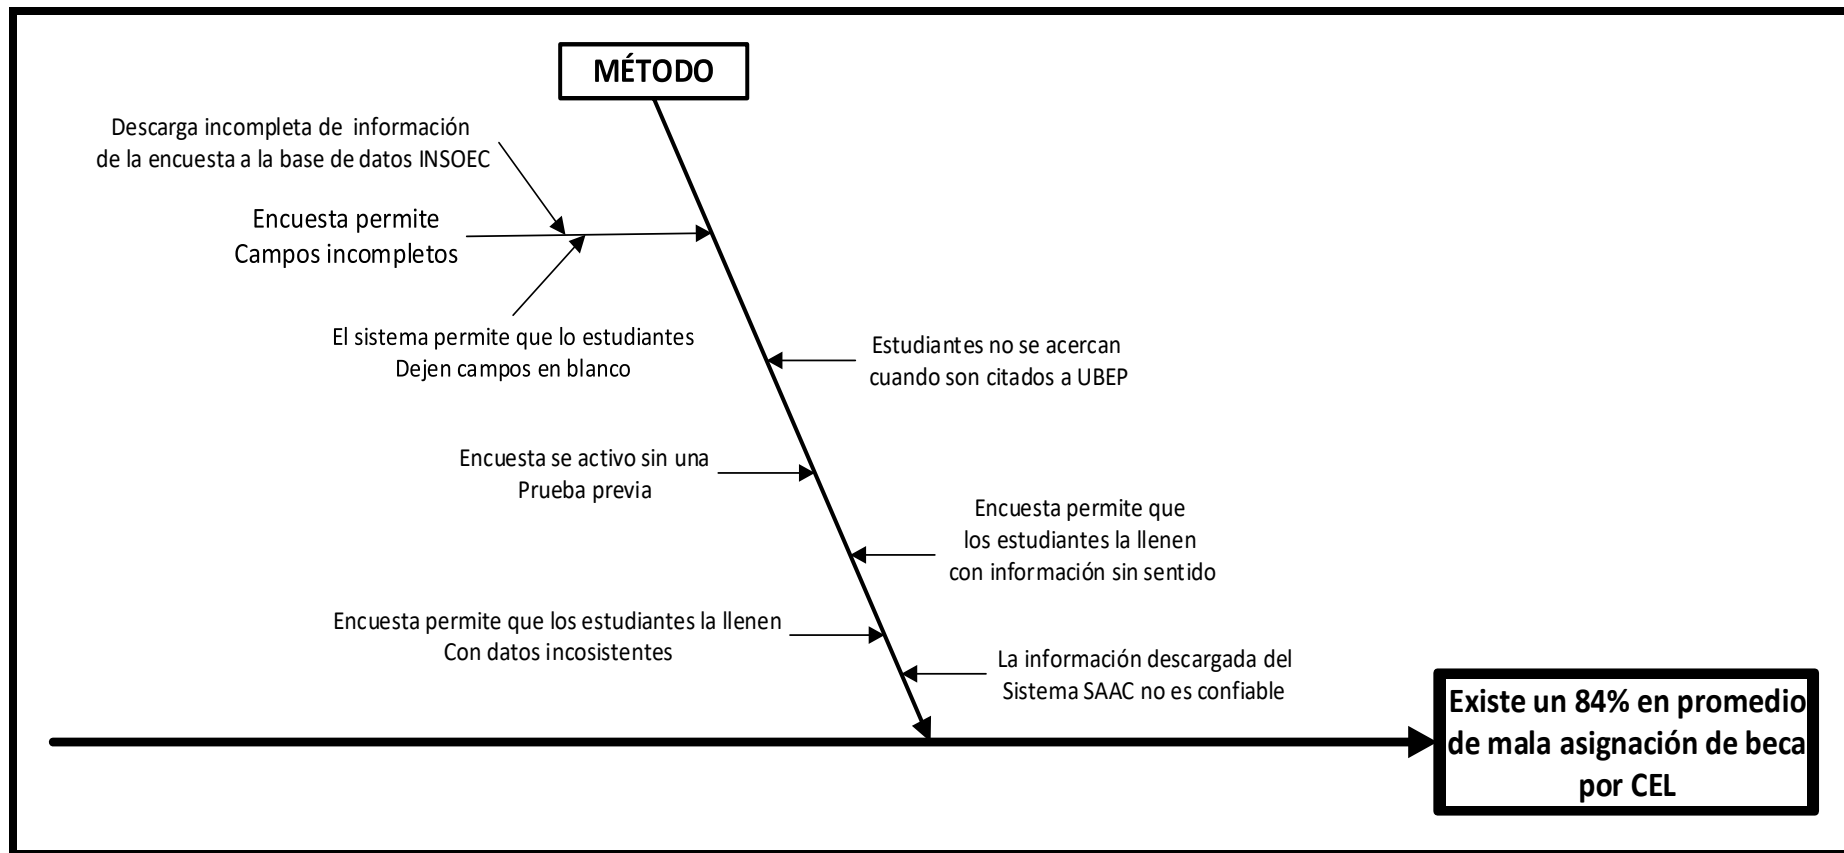 MÉTODO
Descarga incompleta de información
de la encuesta a la base de datos INSOEC
Encuesta permite
Campos incompletos
El sistema permite que lo estudiantes
Dejen campos en blanco
Estudiantes no se acercan
cuando son citados a UBEP
Encuesta se activo sin una
Prueba previa
Encuesta permite que
los estudiantes la llenen
con información sin sentido
Encuesta permite que los estudiantes la llenen
Con datos incosistentes
La información descargada del
Sistema SAAC no es confiable
Existe un 84% en promedio
de mala asignación de beca
por CEL